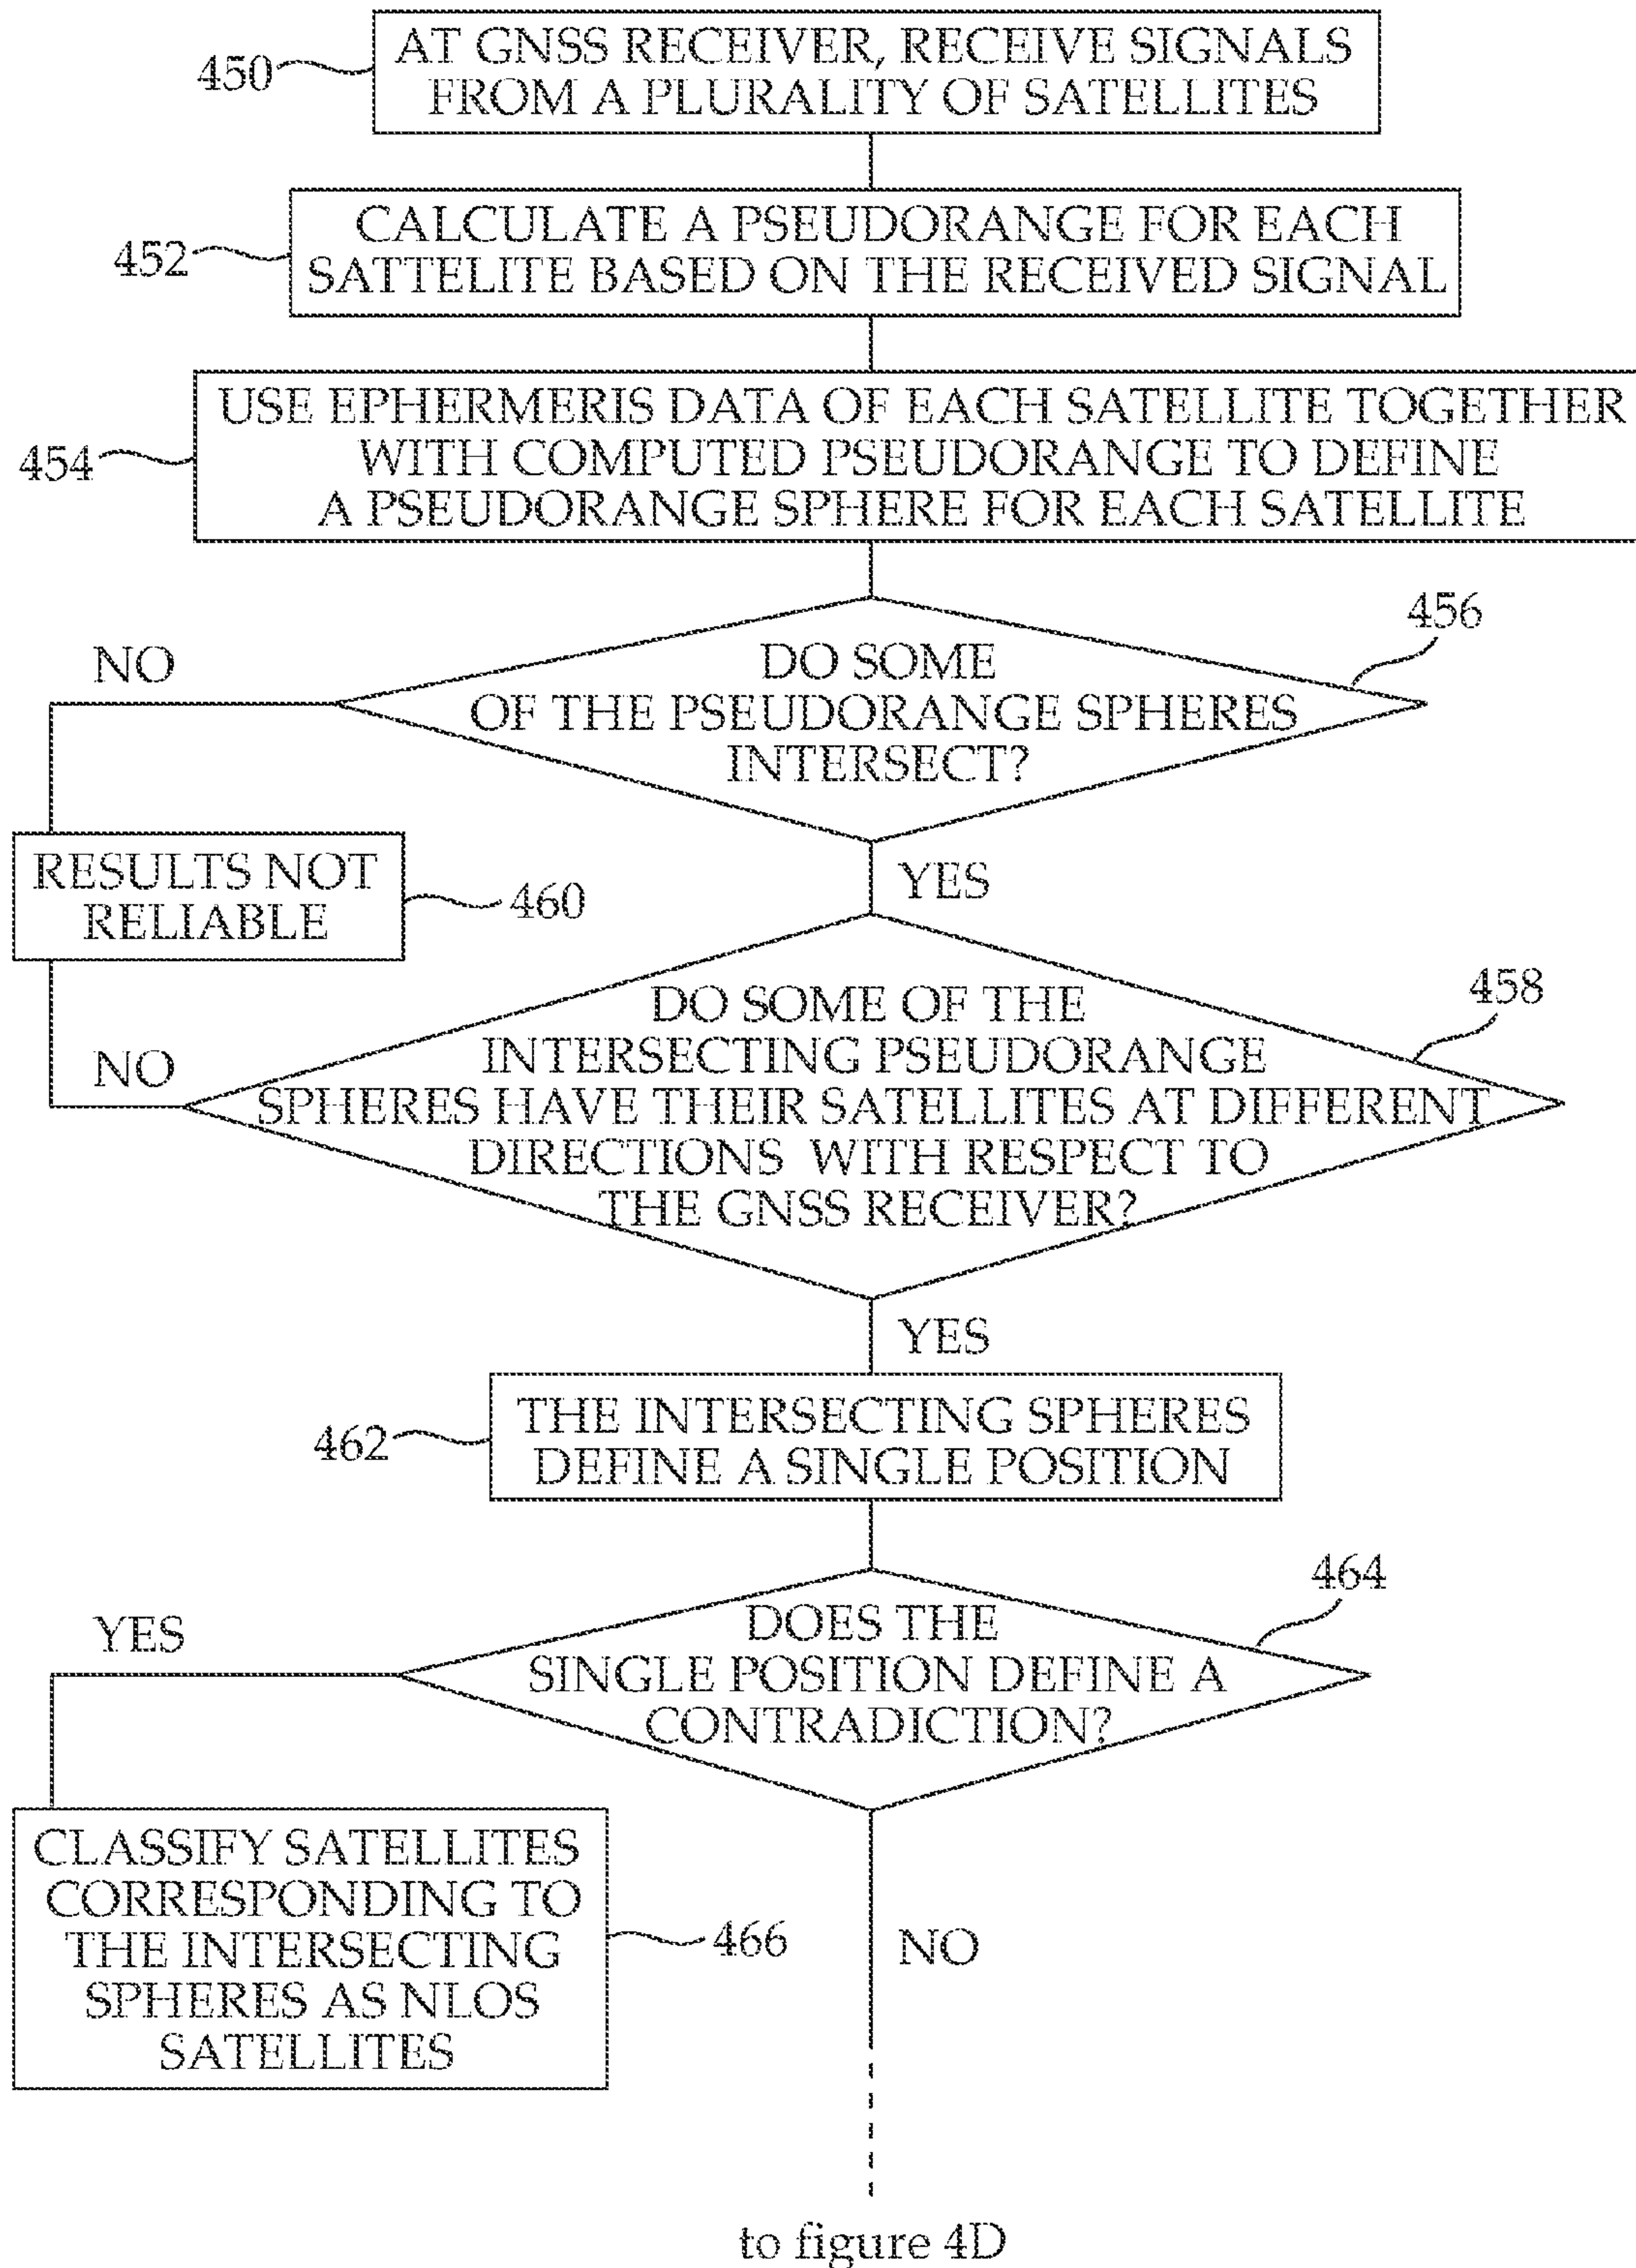 450
AT GNSS RECEIVER, RECEIVE SIGNALS
FROM A PLURALITY OF SATELLITES
452
CALCULATE A PSEUDORANGE FOR EACH
SATTELITE BASED ON THE RECEIVED SIGNAL
454
USE EPHERMERIS DATA OF EACH SATELLITE TOGETHER
WITH COMPUTED PSEUDORANGE TO DEFINE
A PSEUDORANGE SPHERE FOR EACH SATELLITE
456
NO
DO SOME
OF THE PSEUDORANGE SPHERES
INTERSECT?
YES
RESULTS NOT
RELIABLE
460
458
NO
DO SOME OF THE
INTERSECTING PSEUDORANGE
SPHERES HAVE THEIR SATELLITES AT DIFFERENT
DIRECTIONS WITH RESPECT TO
THE GNSS RECEIVER?
YES
462
THE INTERSECTING SPHERES
DEFINE A SINGLE POSITION
464
YES
DOES THE
SINGLE POSITION DEFINE A
CONTRADICTION?
CLASSIFY SATELLITES
CORRESPONDING TO
THE INTERSECTING
SPHERES AS NLOS
SATELLITES
466
NO
to figure 4D